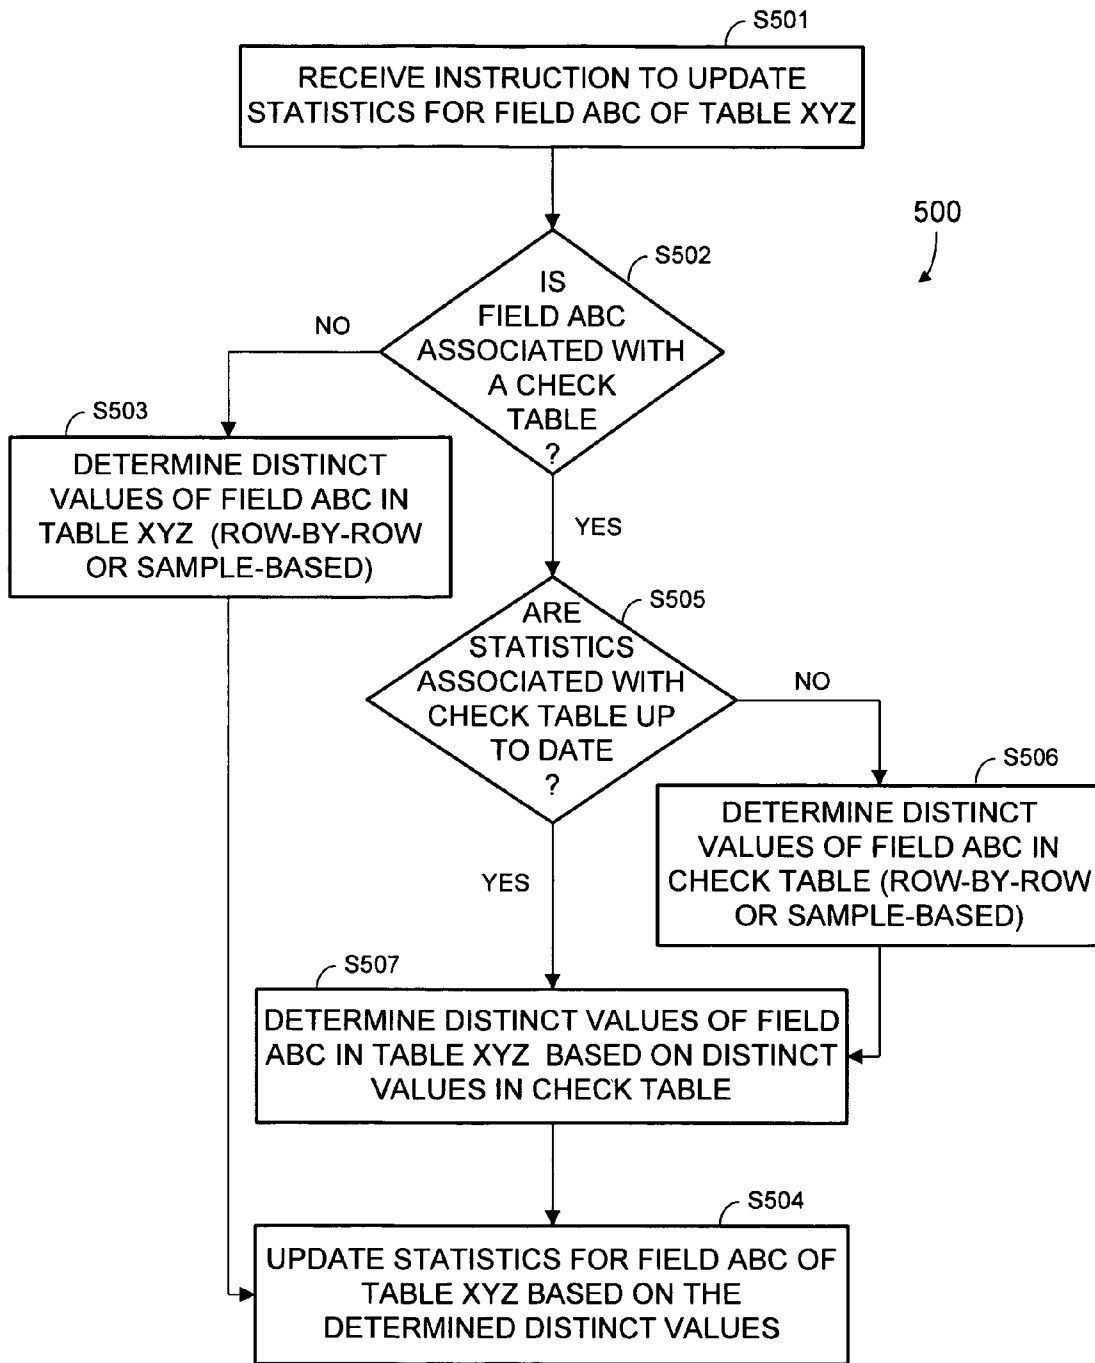 S501
RECEIVE INSTRUCTION TO UPDATE
STATISTICS FOR FIELD ABC OF TABLE XYZ
500
S502
IS
FIELD ABC
ASSOCIATED WITH
A CHECK
TABLE
?
NO
YES
S503
DETERMINE DISTINCT
VALUES OF FIELD ABC IN
TABLE XYZ (ROW-BY-ROW
OR SAMPLE-BASED)
S505
ARE
STATISTICS
ASSOCIATED WITH
CHECK TABLE UP
TO DATE
?
NO
YES
S506
DETERMINE DISTINCT
VALUES OF FIELD ABC IN
CHECK TABLE (ROW-BY-ROW
OR SAMPLE-BASED)
S507
DETERMINE DISTINCT VALUES OF FIELD
ABC IN TABLE XYZ BASED ON DISTINCT
VALUES IN CHECK TABLE
S504
UPDATE STATISTICS FOR FIELD ABC OF
TABLE XYZ BASED ON THE
DETERMINED DISTINCT VALUES